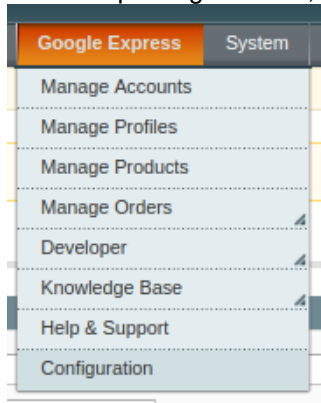 Google Express System
Manage Accounts
Manage Profiles
Manage Products
Manage Orders
Developer
Knowledge Base
Help & Support
Configuration